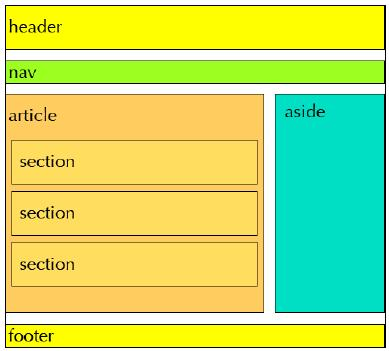 header
nav
article
aside
section
section
section
footer